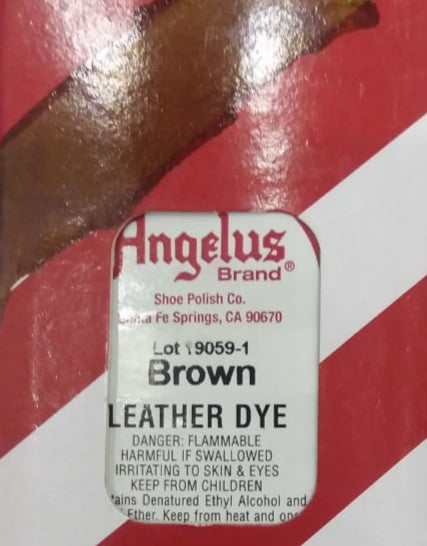 Angelus
Brand®
Shoe Polish Co.
Santa Fe Springs, CA 90670
Lot 19059-1
Brown
LEATHER DYE
DANGER: FLAMMABLE
HARMFUL IF SWALLOWED
IRRITATING TO SKIN & EYES
KEEP FROM CHILDREN
tains Denatured Ethyl Alcohol and
Ether. Keep from heat and